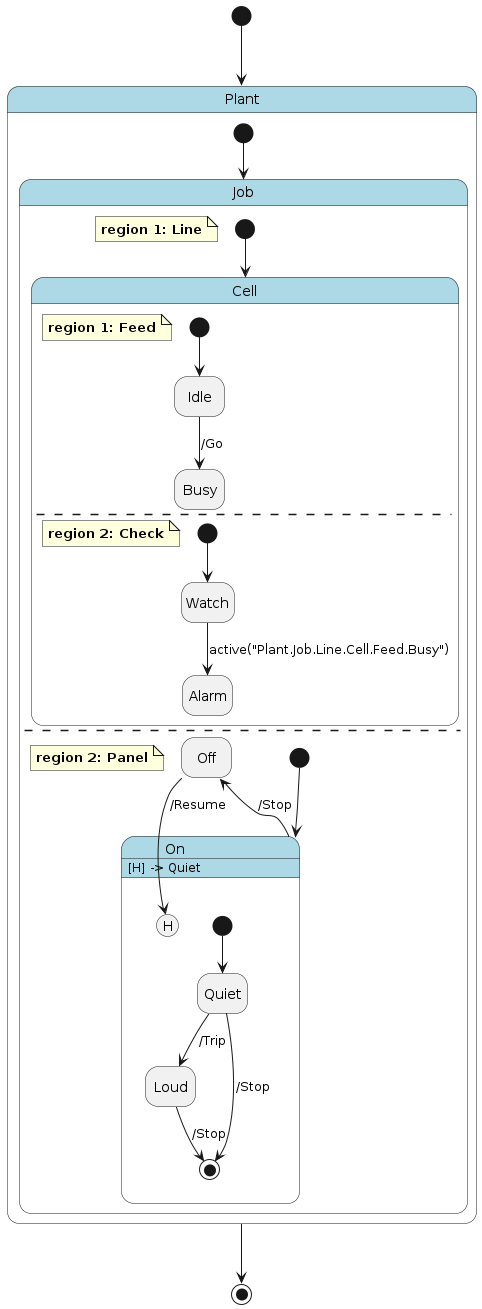 Plant
Job
region 1: Line
Cell
region 1: Feed
Idle
/Go
Busy
region 2: Check
Watch
active("Plant.Job.Line.Cell.Feed.Busy")
Alarm
region 2: Panel
Off
/Resume
/Stop
On
[H] -> Quiet
H
Quiet
/Trip
Loud
/Stop
/Stop